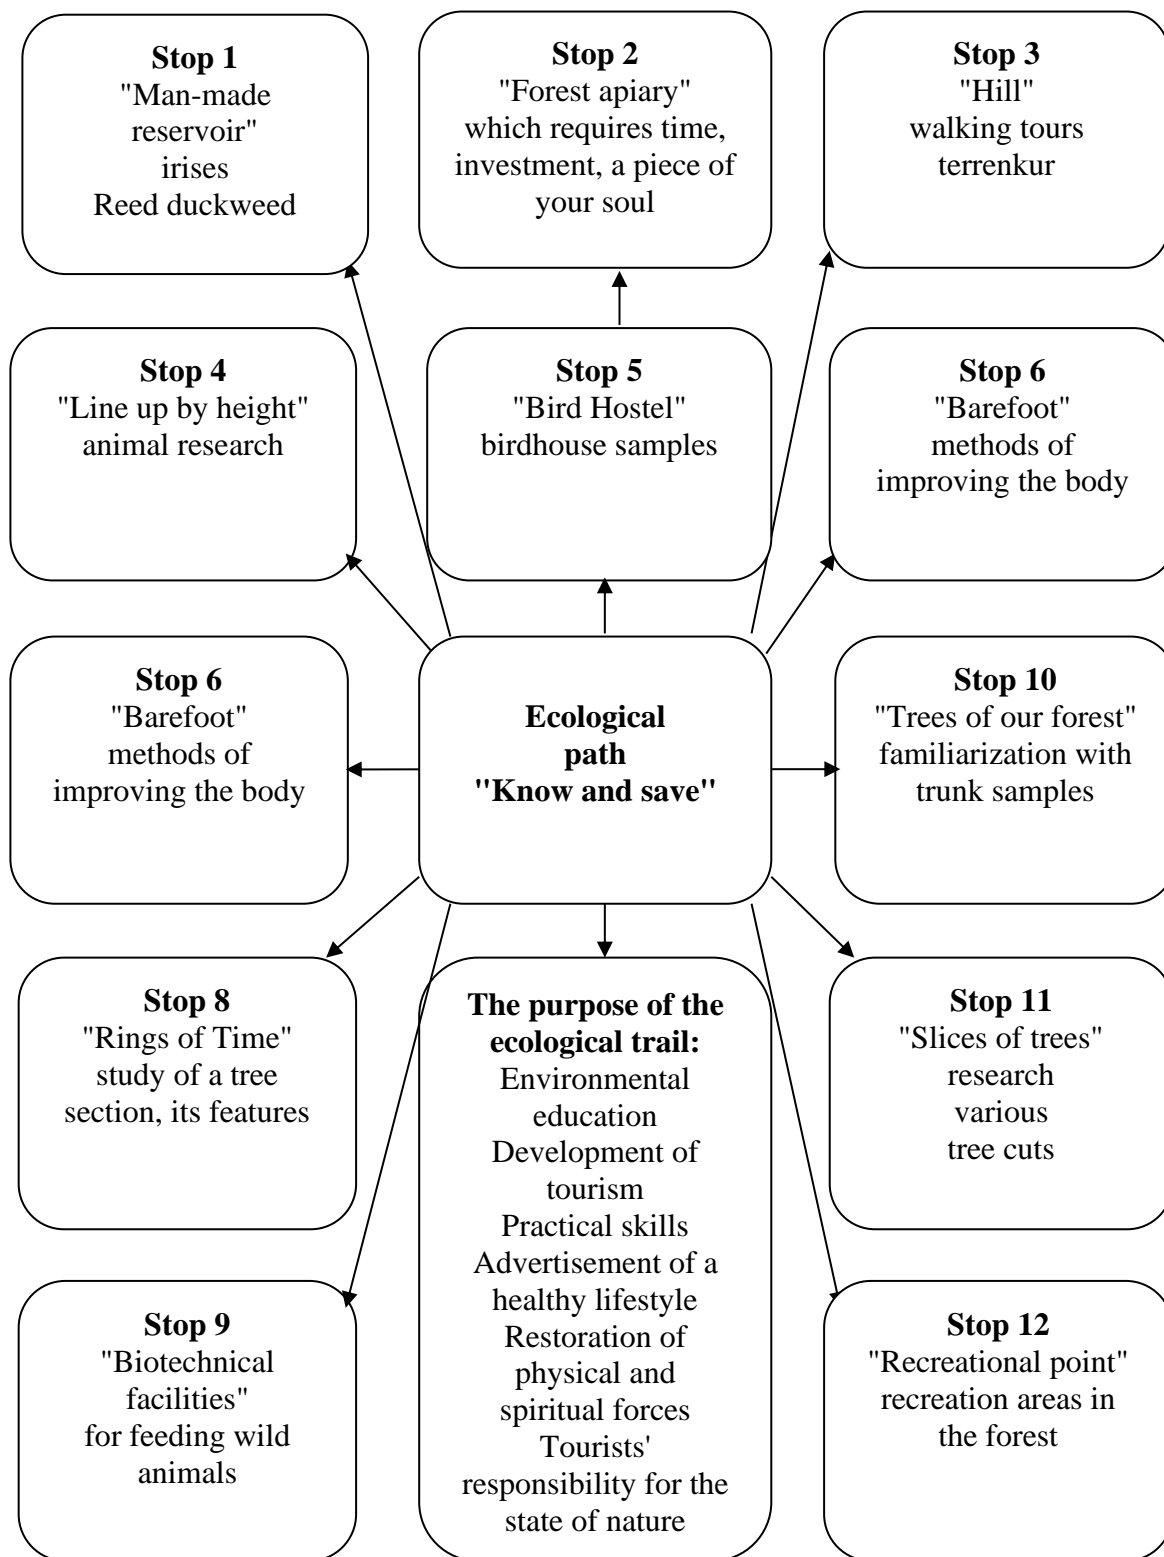 Stop 1
"Man-made
reservoir"
irises
Reed duckweed
Stop 2
"Forest apiary"
which requires time,
investment, a piece of
your soul
Stop 3
"Hill"
walking tours
terrenkur
Stop 4
"Line up by height"
animal research
Stop 5
"Bird Hostel"
birdhouse samples
Stop 6
"Barefoot"
methods of
improving the body
Stop 6
"Barefoot"
methods of
improving the body
Ecological
path
"Know and save"
Stop 10
"Trees of our forest"
familiarization with
trunk samples
Stop 8
"Rings of Time"
study of a tree
section, its features
The purpose of the
ecological trail:
Environmental
education
Development of
tourism
Practical skills
Advertisement of a
healthy lifestyle
Restoration of
physical and
spiritual forces
Tourists'
responsibility for the
state of nature
Stop 11
"Slices of trees"
research
various
tree cuts
Stop 9
"Biotechnical
facilities"
for feeding wild
animals
Stop 12
"Recreational point"
recreation areas in
the forest